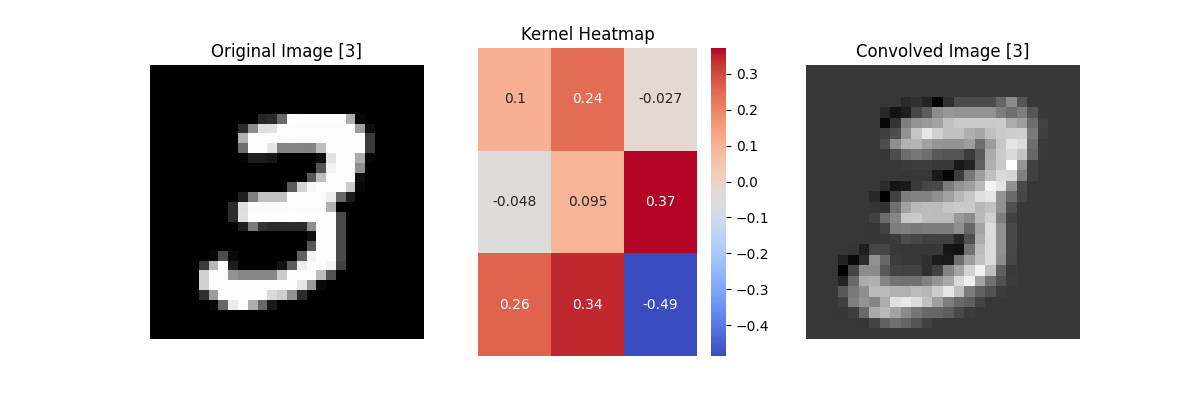 Original Image [3]
Kernel Heatmap
Convolved Image [3]
0.1 0.24 -0.027
-0.048 0.095 0.37
0.26 0.34 -0.49
0.3
0.2
0.1
0.0
−0.1
−0.2
−0.3
−0.4
3
3